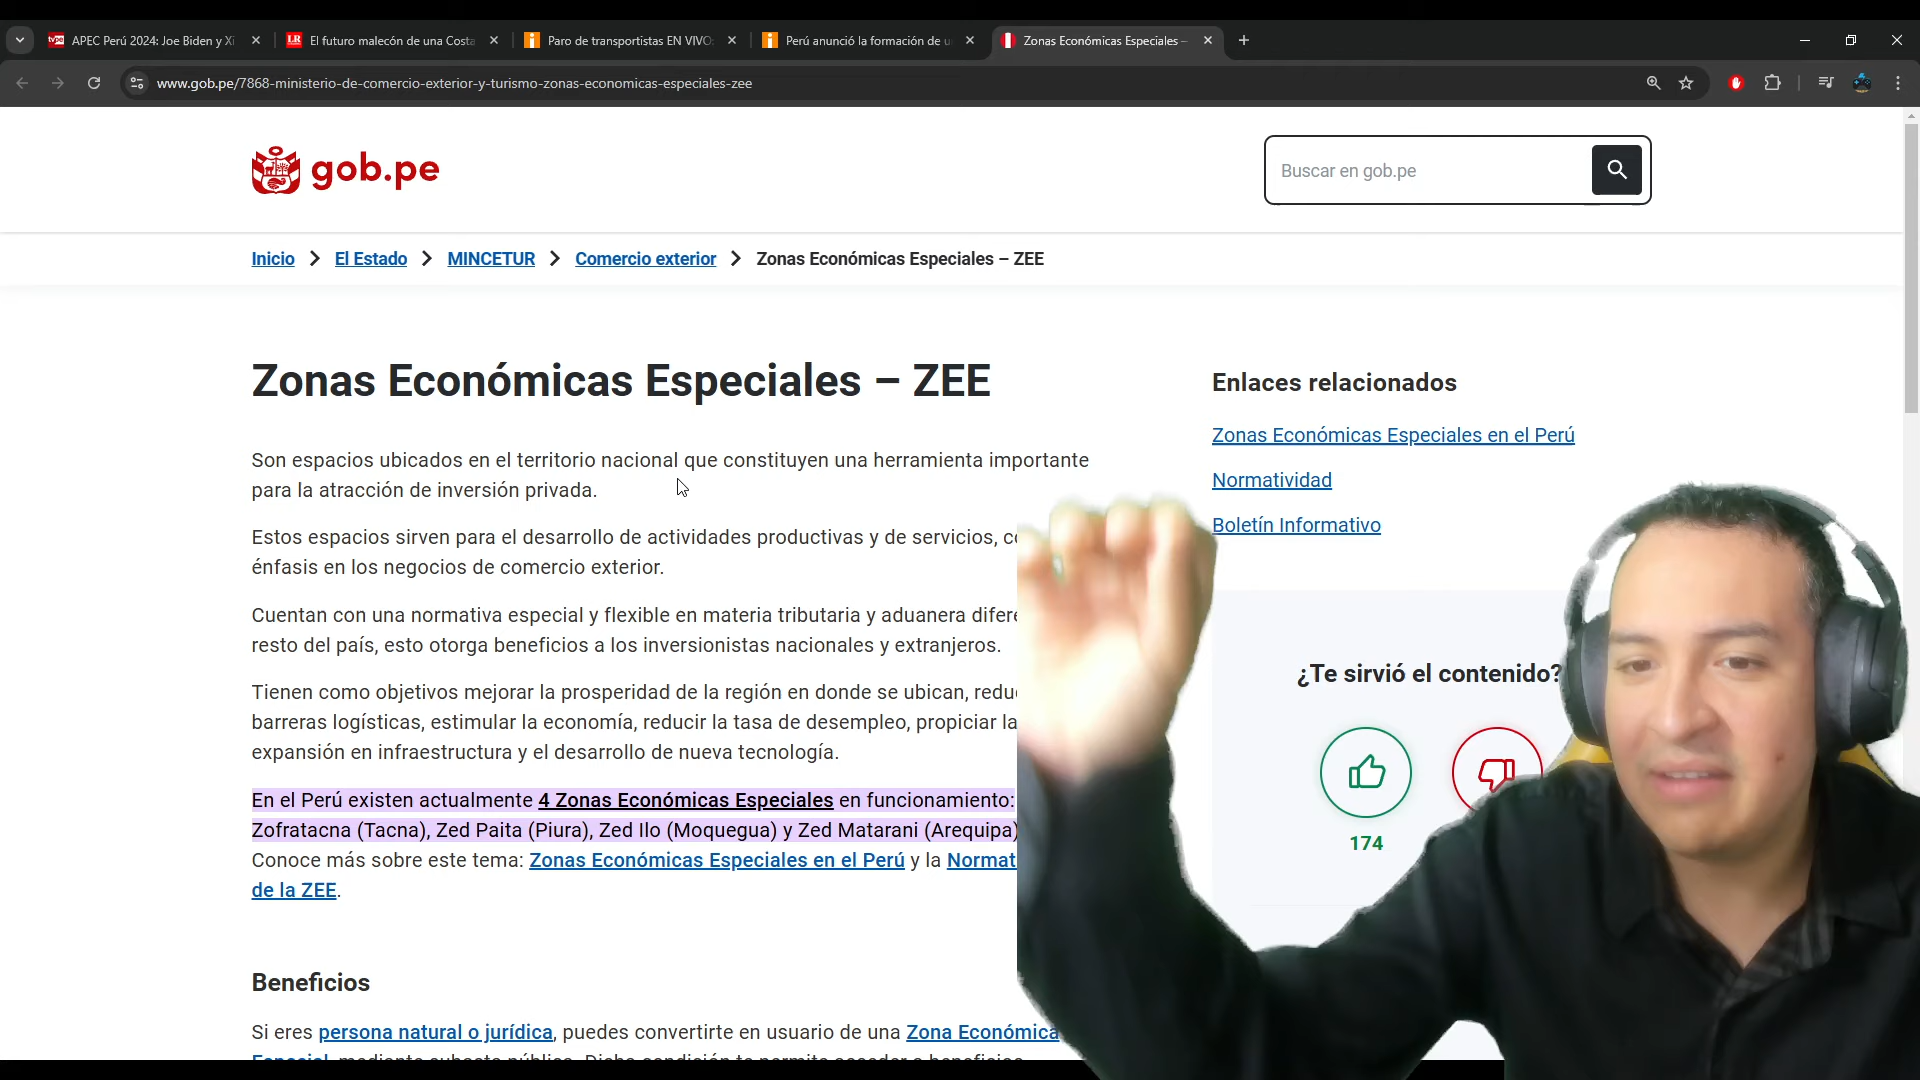 APEC Perú 2024: Joe Biden y Xi
El futuro malecón de una Costa
Paro de transportistas EN VIVO:
Perú anunció la formación de u
Zonas Económicas Especiales –
www.gob.pe/7868-ministerio-de-comercio-exterior-y-turismo-zonas-economicas-especiales-zee
gob.pe
Buscar en gob.pe
Inicio > El Estado > MINCETUR > Comercio exterior > Zonas Económicas Especiales – ZEE
Zonas Económicas Especiales – ZEE
Son espacios ubicados en el territorio nacional que constituyen una herramienta importante
para la atracción de inversión privada.
Estos espacios sirven para el desarrollo de actividades productivas y de servicios, co
énfasis en los negocios de comercio exterior.
Cuentan con una normativa especial y flexible en materia tributaria y aduanera difere
resto del país, esto otorga beneficios a los inversionistas nacionales y extranjeros.
Tienen como objetivos mejorar la prosperidad de la región en donde se ubican, redu
barreras logísticas, estimular la economía, reducir la tasa de desempleo, propiciar la
expansión en infraestructura y el desarrollo de nueva tecnología.
En el Perú existen actualmente 4 Zonas Económicas Especiales en funcionamiento:
Zofratacna (Tacna), Zed Paita (Piura), Zed Ilo (Moquegua) y Zed Matarani (Arequipa)
Conoce más sobre este tema: Zonas Económicas Especiales en el Perú y la Normat
de la ZEE.
Beneficios
Si eres persona natural o jurídica, puedes convertirte en usuario de una Zona Económica
Especial, mediante subasta pública. Dicha condición te permite acceder a beneficios
Enlaces relacionados
Zonas Económicas Especiales en el Perú
Normatividad
Boletín Informativo
¿Te sirvió el contenido?
174